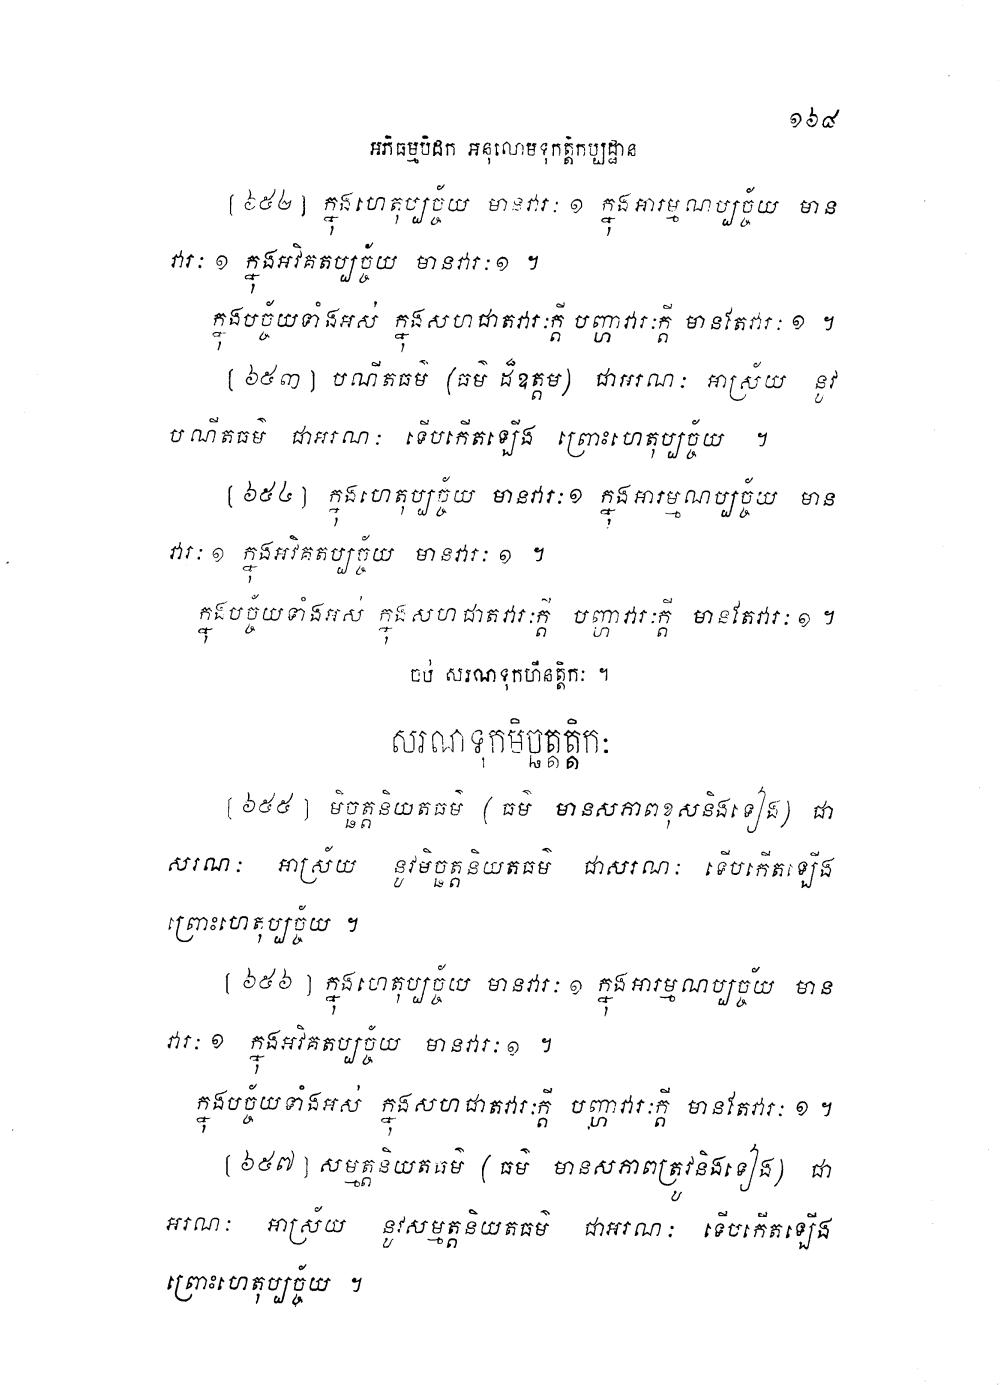 ១៦៩
អភិធម្មបិដក អនុលោមទុកត្តិកប្បដ្ឋាន
[៦៥២] ក្នុងហេតុប្បច្ច័យ មានវារៈ ១ ក្នុងអារម្មណប្បច្ច័យ មាន
វារៈ ១ ក្នុងអវិគតប្បច្ច័យ មានវារៈ១ ។
ក្នុងបច្ច័យទាំងអស់ ក្នុងសហជាតវារៈក្តី បញ្ហាវារៈក្តី មានតែវារៈ ១ ។
[៦៥៣] បណីតធម៌ (ធម៌ ដ៏ឧត្តម) ជាអរណៈ អាស្រ័យ នូវ
បណីតធម៌ ជាអរណៈ ទើបកើតឡើង ព្រោះហេតុប្បច្ច័យ ។
[៦៥៤] ក្នុងហេតុប្បច្ច័យ មានវារៈ១ ក្នុងអារម្មណប្បច្ច័យ មាន
វារៈ ១ ក្នុងអវិគតប្បច្ច័យ មានវារៈ ១ ។
ក្នុងបច្ច័យទាំងអស់ ក្នុងសហជាតវារៈក្តី បញ្ហាវារៈក្តី មានតែវារៈ ១ ។
ចប់ សរណទុកហីនត្តិកៈ ។
សរណទុកមិច្ឆត្តត្តិកៈ
[៦៥៥] មិច្ឆត្តនិយតធម៌ (ធម៌ មានសភាពខុសនិងទៀង) ជា
សរណៈ អាស្រ័យ នូវមិច្ឆត្តនិយតធម៌ ជាសរណៈ ទើបកើតឡើង
ព្រោះហេតុប្បច្ច័យ ។
[៦៥៦] ក្នុងហេតុប្បច្ច័យ មានវារៈ ១ ក្នុងអារម្មណប្បច្ច័យ មាន
វារៈ ១ ក្នុងអវិគតប្បច្ច័យ មានវារៈ១ ។
ក្នុងបច្ច័យទាំងអស់ ក្នុងសហជាតវារៈក្តី បញ្ហាវារៈក្តី មានតែវារៈ ១ ។
[៦៥៧] សម្មត្តនិយតធម៌ (ធម៌ មានសភាពត្រូវនិងទៀង) ជា
អរណៈ អាស្រ័យ នូវសម្មត្តនិយតធម៌ ជាអរណៈ ទើបកើតឡើង
ព្រោះហេតុប្បច្ច័យ ។